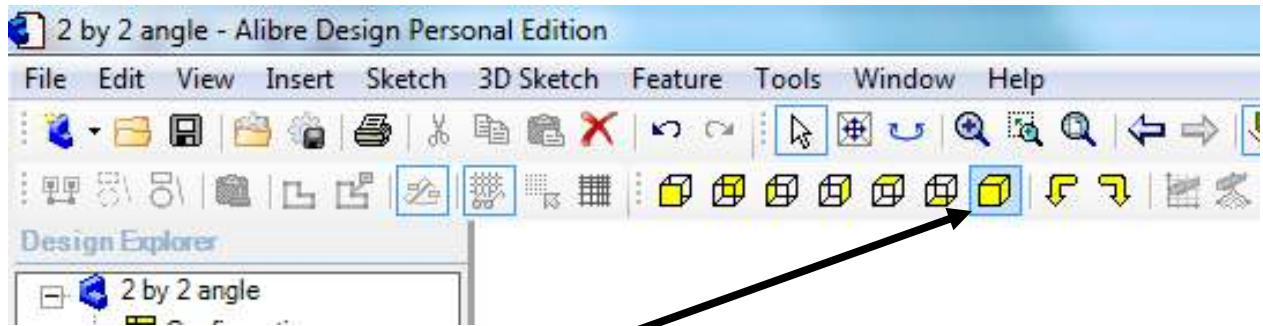 2 by 2 angle - Alibre Design Personal Edition
File Edit View Insert Sketch 3D Sketch Feature Tools Window Help
Design Explorer
2 by 2 angle